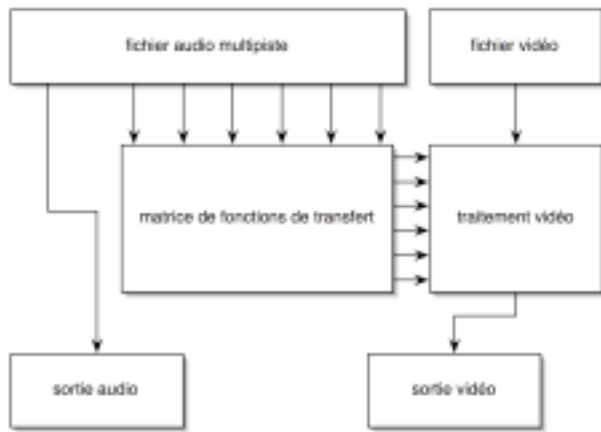 fichier audio multipiste
fichier vidéo
matrice de fonctions de transfert
traitement vidéo
sortie audio
sortie vidéo